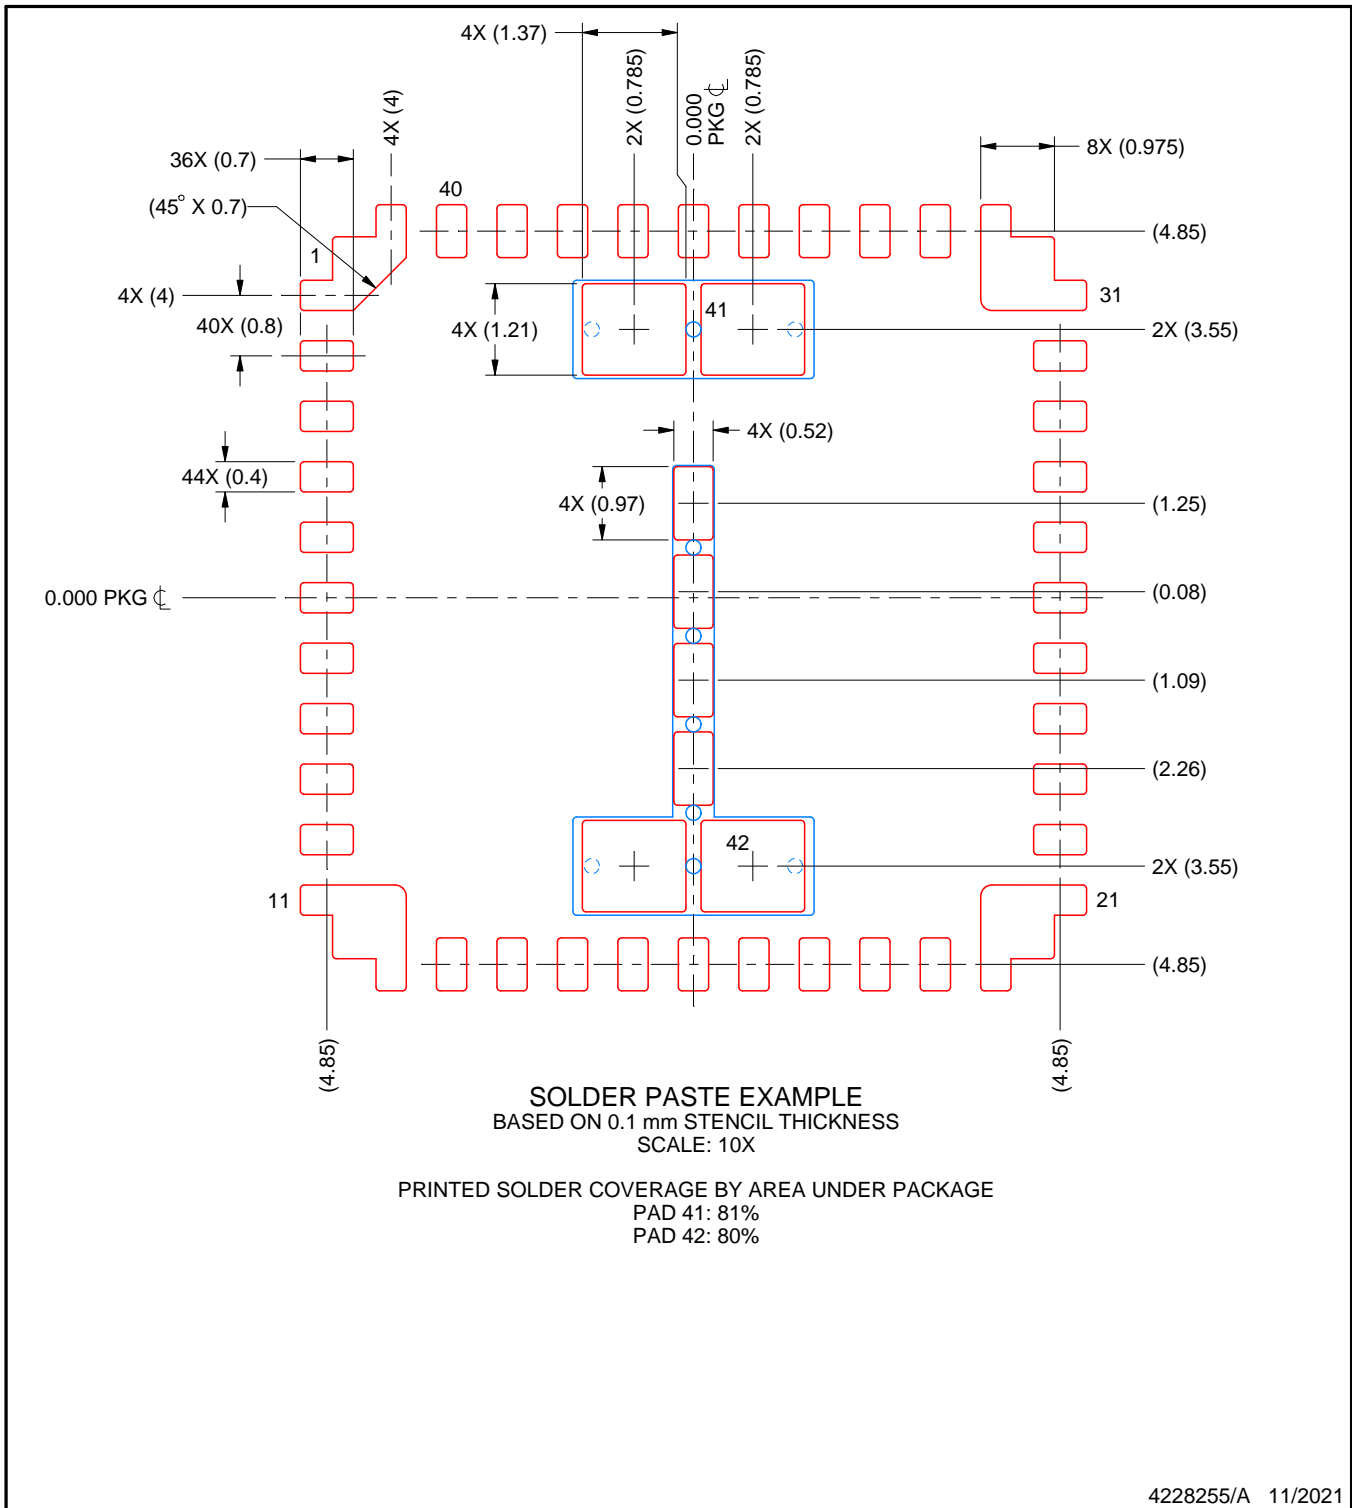 4X (1.37)
2X (0.785)
0.000
PKG ℄
2X (0.785)
4X (4)
36X (0.7)
8X (0.975)
(45° X 0.7)
40
(4.85)
1
4X (4)
31
40X (0.8)
4X (1.21)
41
2X (3.55)
4X (0.52)
44X (0.4)
4X (0.97)
(1.25)
0.000 PKG ℄
(0.08)
(1.09)
(2.26)
42
2X (3.55)
11
21
(4.85)
(4.85)
(4.85)
SOLDER PASTE EXAMPLE
BASED ON 0.1 mm STENCIL THICKNESS
SCALE: 10X
PRINTED SOLDER COVERAGE BY AREA UNDER PACKAGE
PAD 41: 81%
PAD 42: 80%
4228255/A 11/2021